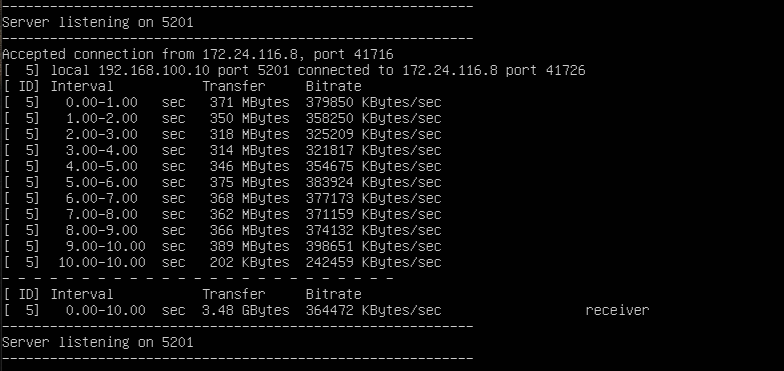 -----------------------------------------------------------
Server listening on 5201
-----------------------------------------------------------
Accepted connection from 172.24.116.8, port 41716
[  5] local 192.168.100.10 port 5201 connected to 172.24.116.8 port 41726
[ ID] Interval           Transfer     Bitrate
[  5]   0.00-1.00   sec   371 MBytes  379850 KBytes/sec
[  5]   1.00-2.00   sec   350 MBytes  358250 KBytes/sec
[  5]   2.00-3.00   sec   318 MBytes  325209 KBytes/sec
[  5]   3.00-4.00   sec   314 MBytes  321817 KBytes/sec
[  5]   4.00-5.00   sec   346 MBytes  354675 KBytes/sec
[  5]   5.00-6.00   sec   375 MBytes  383924 KBytes/sec
[  5]   6.00-7.00   sec   368 MBytes  377173 KBytes/sec
[  5]   7.00-8.00   sec   362 MBytes  371159 KBytes/sec
[  5]   8.00-9.00   sec   366 MBytes  374132 KBytes/sec
[  5]   9.00-10.00  sec   389 MBytes  398651 KBytes/sec
[  5]  10.00-10.00  sec   202 KBytes  242459 KBytes/sec
- - - - - - - - - - - - - - - - - - - - - - - - -
[ ID] Interval           Transfer     Bitrate
[  5]   0.00-10.00  sec  3.48 GBytes  364472 KBytes/sec                  receiver
-----------------------------------------------------------
Server listening on 5201
-----------------------------------------------------------